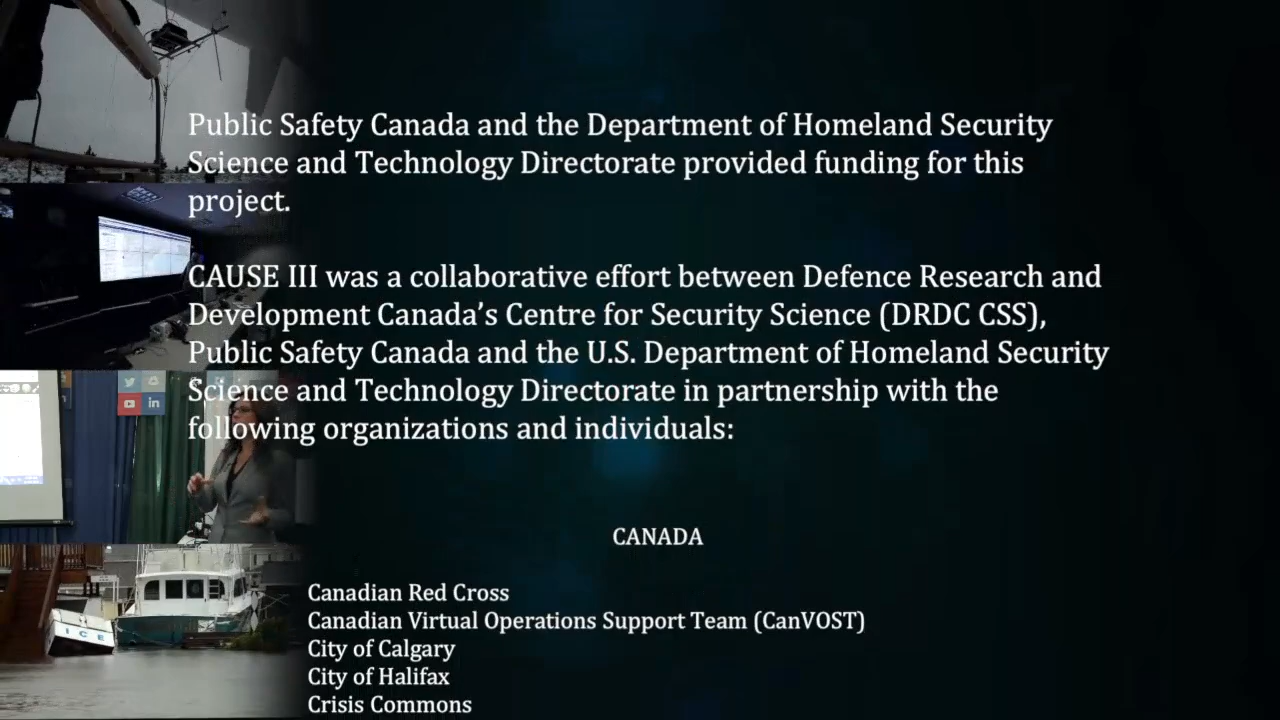 Public Safety Canada and the Department of Homeland Security
Science and Technology Directorate provided funding for this
project.
CAUSE III was a collaborative effort between Defence Research and
Development Canada’s Centre for Security Science (DRDC CSS),
Public Safety Canada and the U.S. Department of Homeland Security
Science and Technology Directorate in partnership with the
following organizations and individuals:
CANADA
Canadian Red Cross
Canadian Virtual Operations Support Team (CanVOST)
City of Calgary
City of Halifax
Crisis Commons
in
ICE